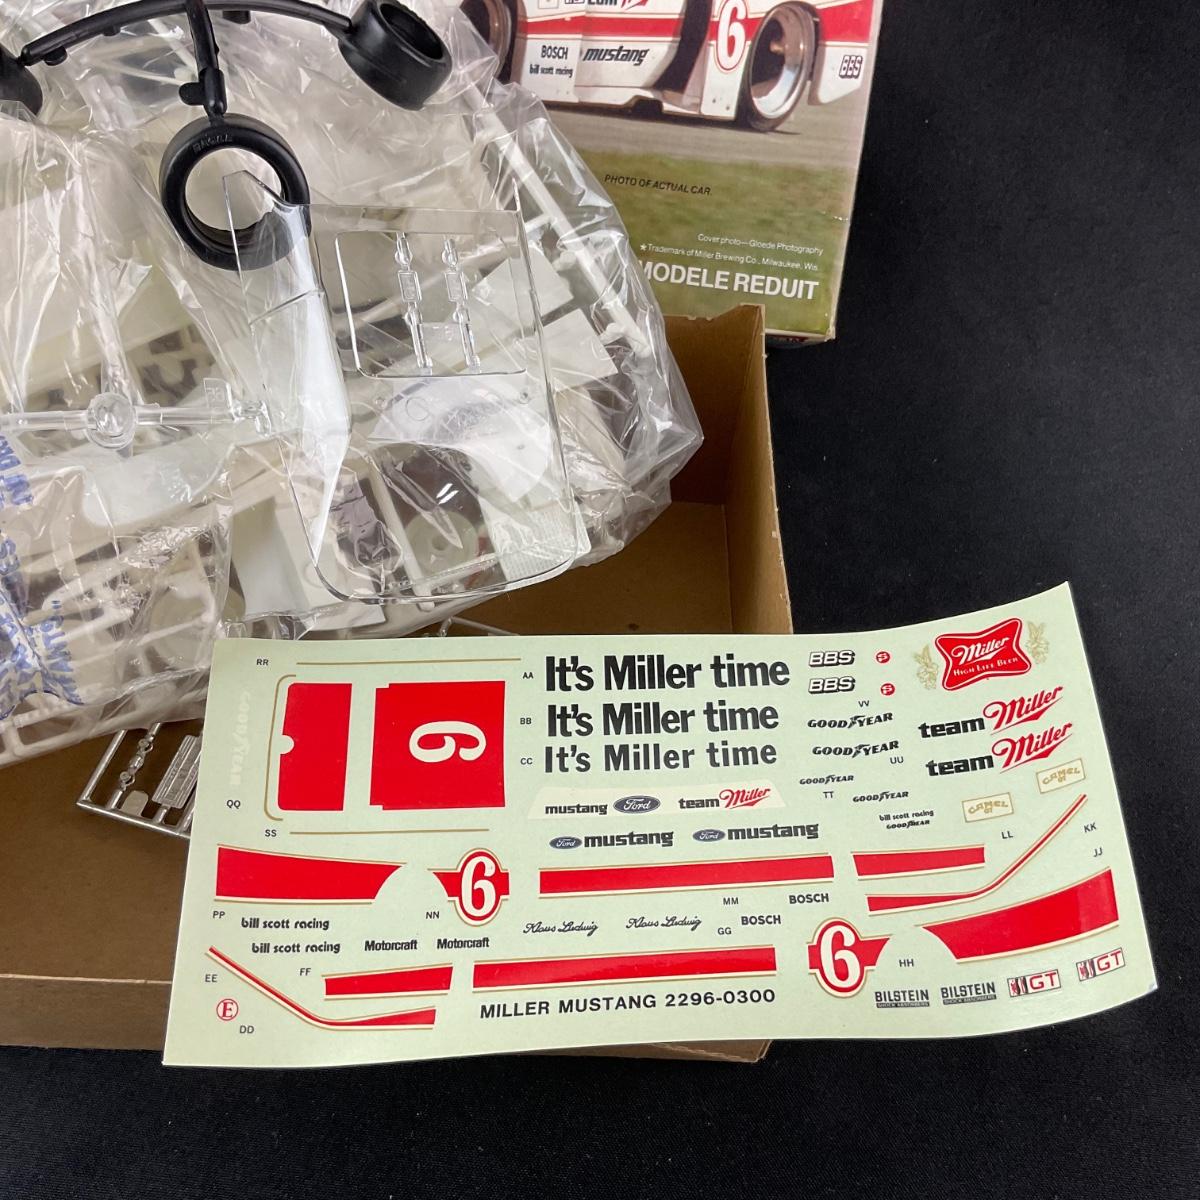 6
BOSCH mustang
bill scott racing
BBS
PHOTO OF ACTUAL CAR.
Cover photo—Gloede Photography
★Trademark of Miller Brewing Co., Milwaukee, Wis.
MODELE REDUIT
RR
AA
It's Miller time
BBS
BBS
Miller
HIGH LIFE BEER
6
BB
It's Miller time
VV
GOODYEAR
team Miller
GOODYEAR
CC
It's Miller time
GOODYEAR
UU
team Miller
QQ
mustang Ford team Miller
GOODYEAR
TT
GOODYEAR
CAMEL
GT
CAMEL
GT
SS
Ford mustang Ford mustang
bill scott racing
GOODYEAR
LL
KK
JJ
6
PP
NN
MM
BOSCH
bill scott racing
Klaus Ludwig Klaus Ludwig
GG
BOSCH
bill scott racing Motorcraft Motorcraft
6
HH
EE
FF
E
DD
MILLER MUSTANG 2296-0300
BILSTEIN
SHOCK ABSORBERS
BILSTEIN
SHOCK ABSORBERS
GT
GT